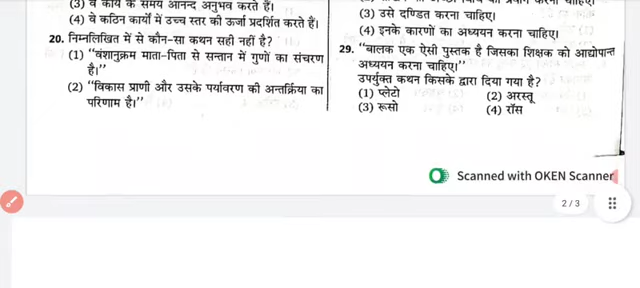 (3) व कार्य के समय आनन्द अनुभव करते हैं।
(4) वे कठिन कार्यों में उच्च स्तर की ऊर्जा प्रदर्शित करते हैं।
20. निम्नलिखित में से कौन-सा कथन सही नहीं है?
(1) "वंशानुक्रम माता-पिता से सन्तान में गुणों का संचरण
है।"
(2) "विकास प्राणी और उसके पर्यावरण की अन्तर्क्रिया का
परिणाम है।"
(3) उसे दण्डित करना चाहिए।
(4) इनके कारणों का अध्ययन करना चाहिए।
29. "बालक एक ऐसी पुस्तक है जिसका शिक्षक को आद्योपान्त
अध्ययन करना चाहिए।"
उपर्युक्त कथन किसके द्वारा दिया गया है?
(1) प्लेटो (2) अरस्तू
(3) रूसो (4) रॉस
Scanned with OKEN Scanner
2 / 3